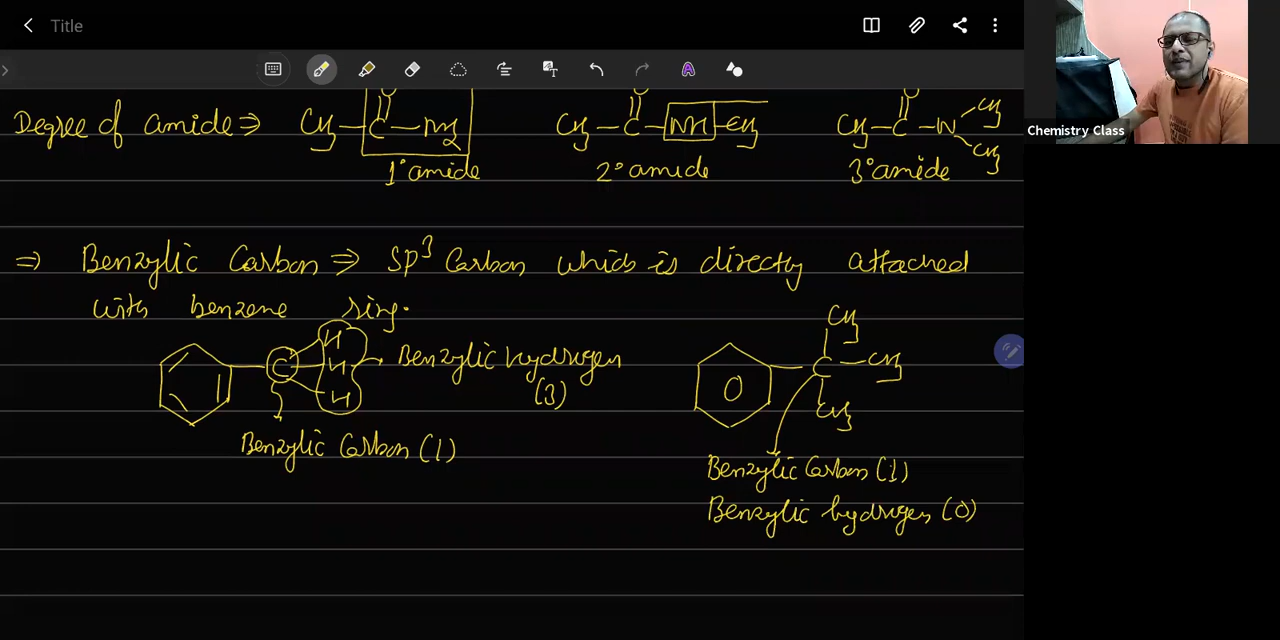 Title
Chemistry Class
Degree of amide ⇒ CH3–C–NH2 CH3–C–NH–CH3 CH3–C–N CH3
CH3
1° amide 2° amide 3° amide
⇒ Benzylic Carbon ⇒ SP3 Carbon which is directly attached
with benzene ring.
C H H H → Benzylic hydrogen
(3)
Benzylic Carbon (1)
CH3
C–CH3
CH3
Benzylic Carbon (1)
Benzylic hydrogen (0)